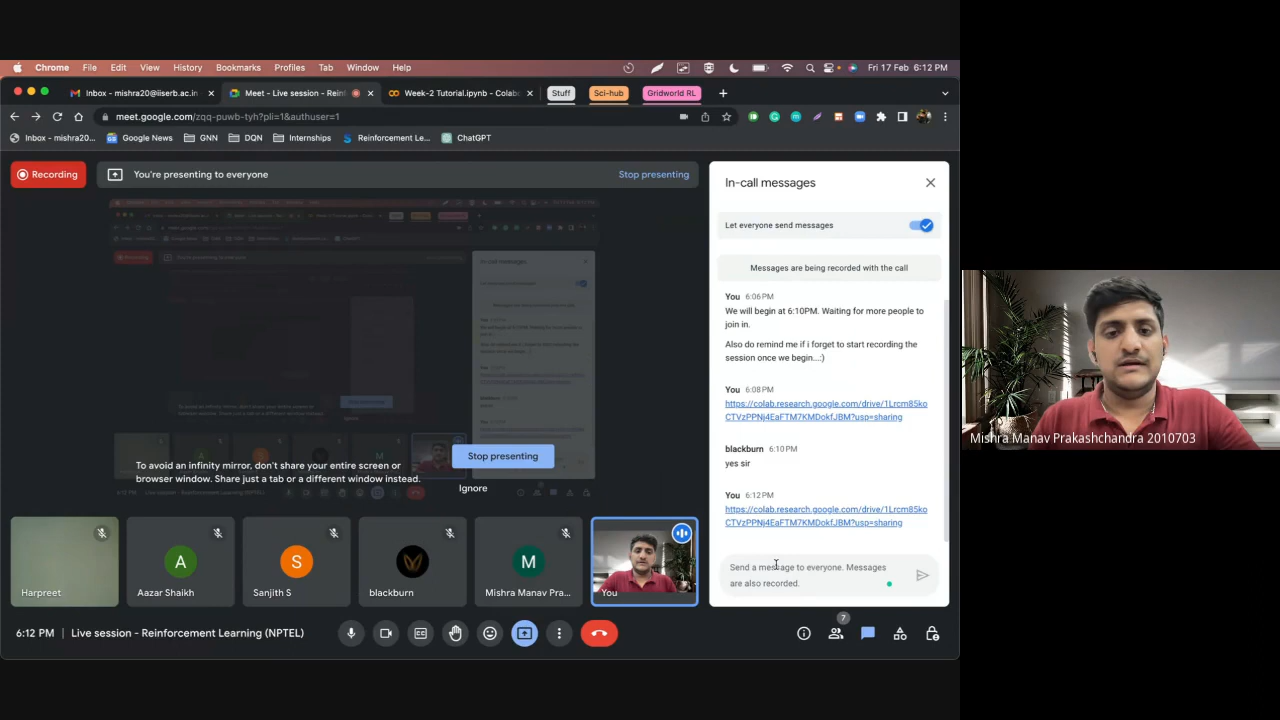 Chrome File Edit View History Bookmarks Profiles Tab Window Help Fri 17 Feb 6:12 PM
Inbox - mishra20@iiserb.ac.in Meet - Live session - Rein Week-2 Tutorial.ipynb - Colab Stuff Sci-hub Gridworld RL
meet.google.com/zqq-puwb-tyh?pli=1&authuser=1
Inbox - mishra20... Google News GNN DQN Internships Reinforcement Le... ChatGPT
Recording
You're presenting to everyone
Stop presenting
To avoid an infinity mirror, don't share your entire screen or
browser window. Share just a tab or a different window instead.
Stop presenting
Ignore
In-call messages
Let everyone send messages
Messages are being recorded with the call
You 6:06 PM
We will begin at 6:10PM. Waiting for more people to
join in.
Also do remind me if i forget to start recording the
session once we begin...:)
You 6:08 PM
https://colab.research.google.com/drive/1Lrcm85ko
CTVzPPNj4EaFTM7KMDokfJBM?usp=sharing
blackburn 6:10 PM
yes sir
You 6:12 PM
https://colab.research.google.com/drive/1Lrcm85ko
CTVzPPNj4EaFTM7KMDokfJBM?usp=sharing
Send a message to everyone. Messages
are also recorded.
A S M
Harpreet Aazar Shaikh Sanjith S blackburn Mishra Manav Pra... You
6:12 PM | Live session - Reinforcement Learning (NPTEL)
7
Mishra Manav Prakashchandra 2010703